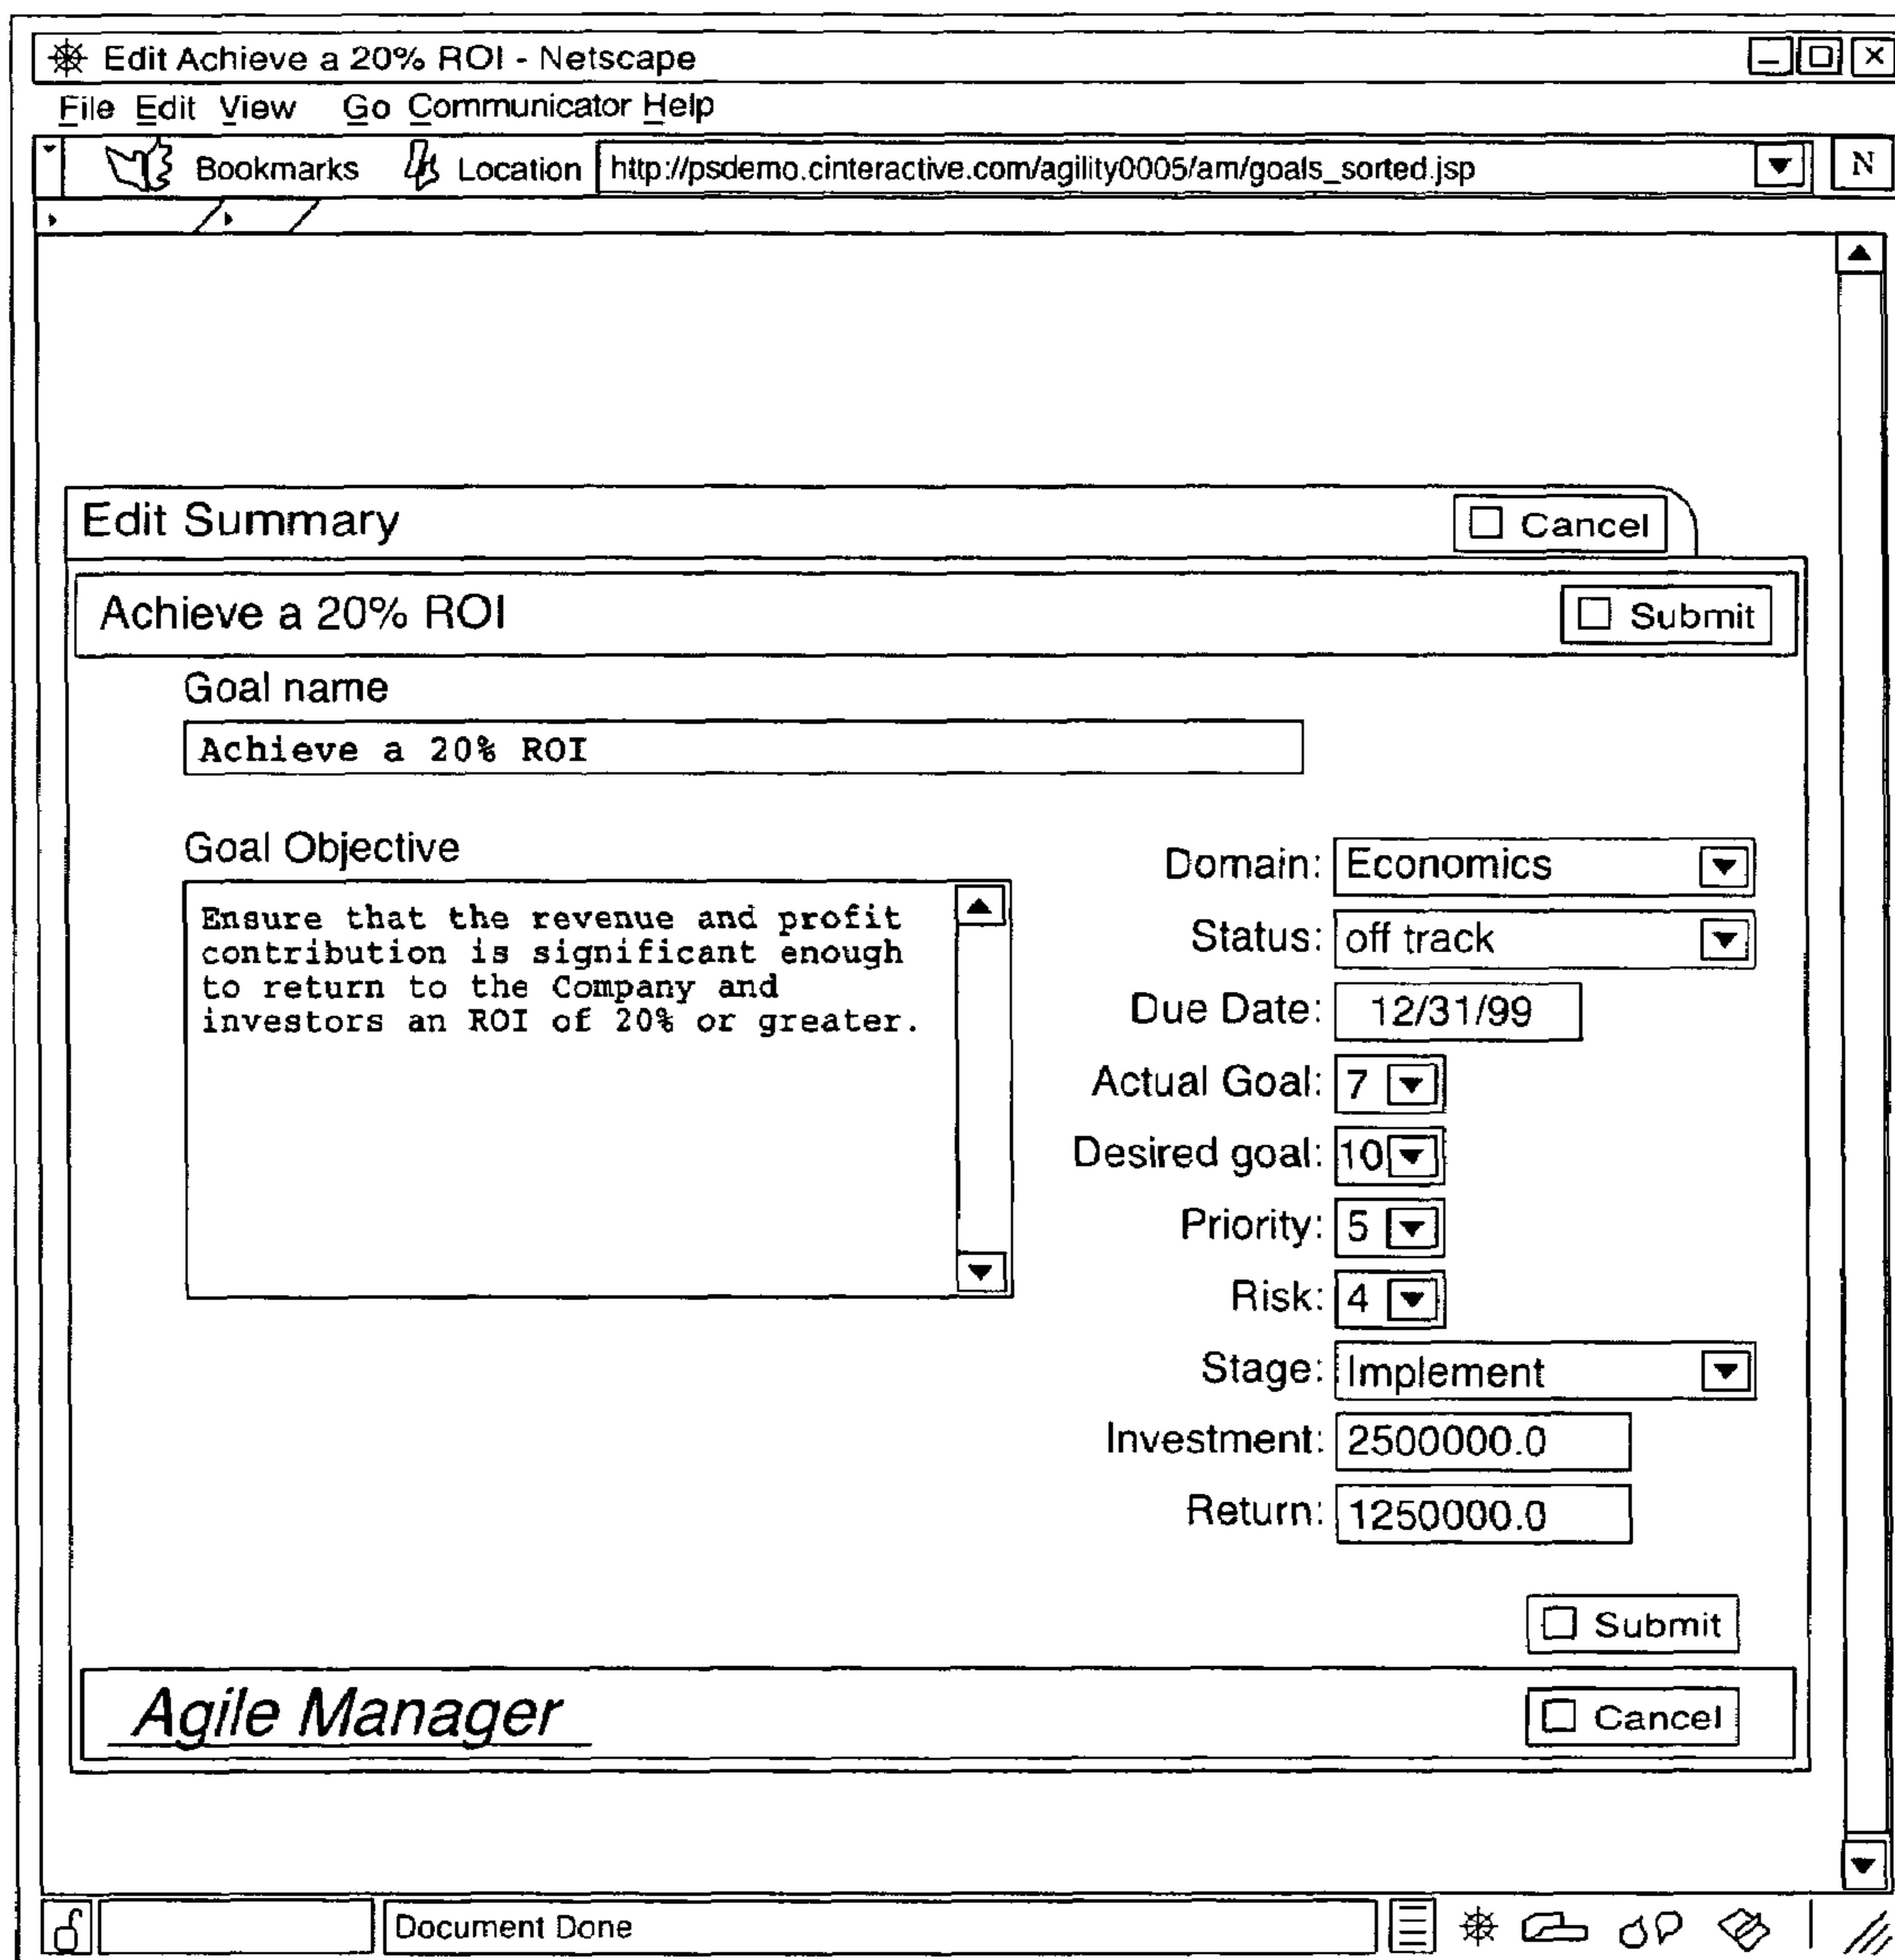 Edit Achieve a 20% ROI - Netscape
File Edit View Go Communicator Help
Bookmarks Location http://psdemo.cinteractive.com/agility0005/am/goals_sorted.jsp N
Edit Summary Cancel
Achieve a 20% ROI Submit
Goal name
Achieve a 20% ROI
Goal Objective
Ensure that the revenue and profit
contribution is significant enough
to return to the Company and
investors an ROI of 20% or greater.
Domain: Economics
Status: off track
Due Date: 12/31/99
Actual Goal: 7
Desired goal: 10
Priority: 5
Risk: 4
Stage: Implement
Investment: 2500000.0
Return: 1250000.0
Submit
Agile Manager Cancel
Document Done